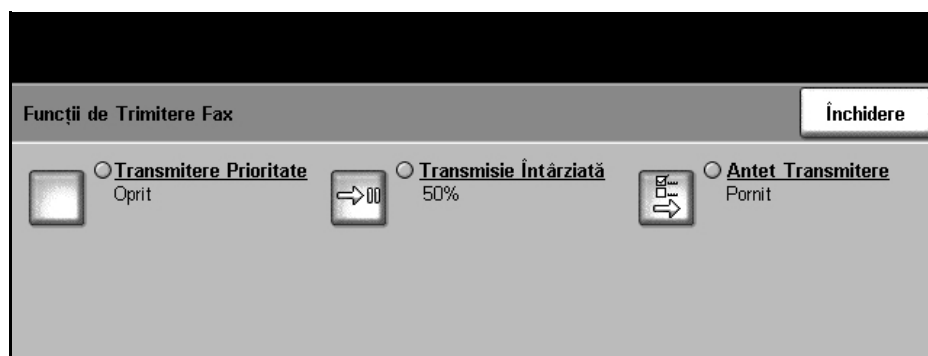 Funcții de Trimitere Fax
Închidere
Transmitere Prioritate
Oprit
Transmisie Întârziată
50%
Antet Transmitere
Pornit